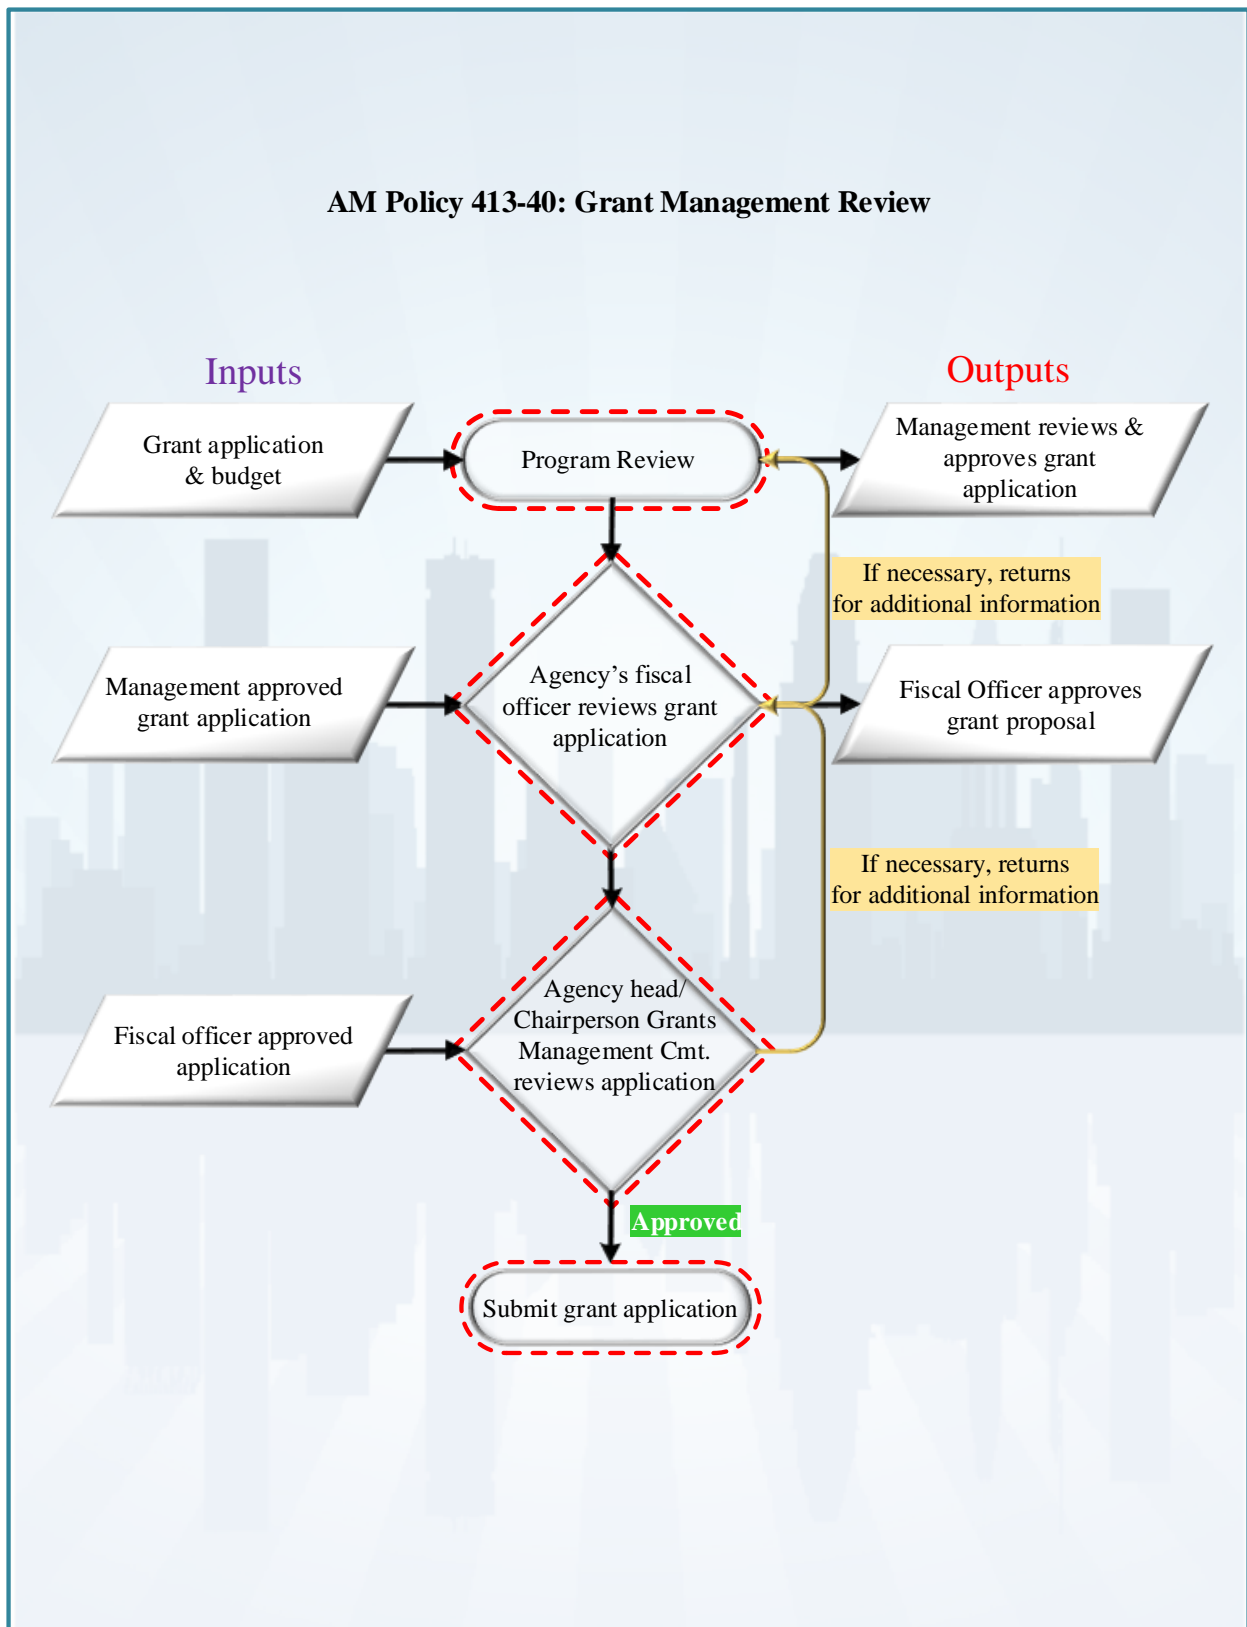 AM Policy 413-40: Grant Management Review
Inputs
Outputs
Grant application
& budget
Program Review
Management reviews &
approves grant
application
If necessary, returns
for additional information
Management approved
grant application
Agency’s fiscal
officer reviews grant
application
Fiscal Officer approves
grant proposal
If necessary, returns
for additional information
Fiscal officer approved
application
Agency head/
Chairperson Grants
Management Cmt.
reviews application
Approved
Submit grant application